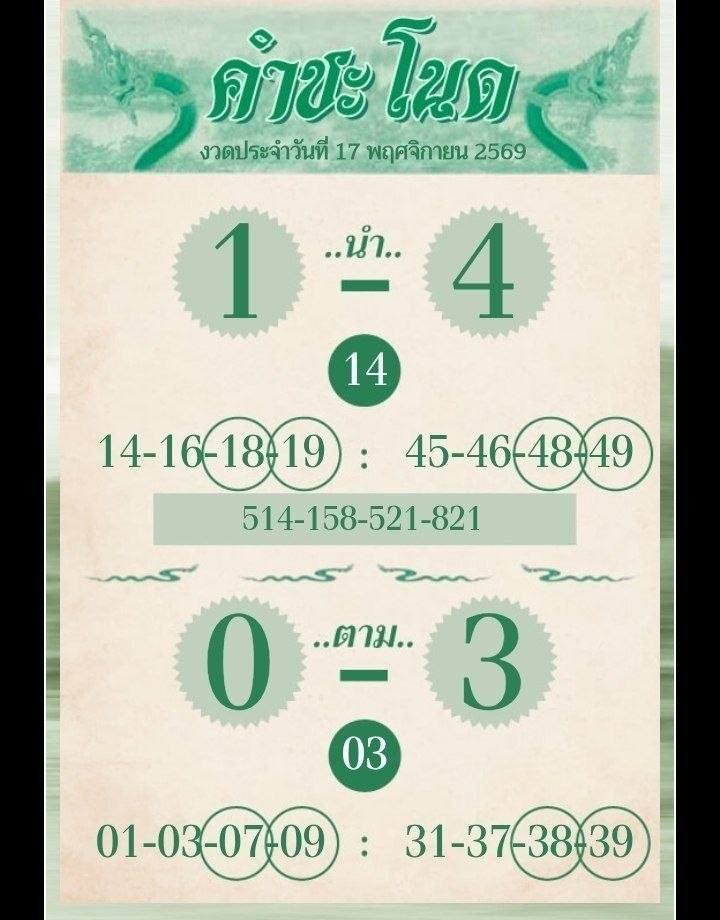 คำชะโนด
งวดประจำวันที่ 17 พฤศจิกายน 2569
1 ..นำ.. - 4
14
14-16-18-19 : 45-46-48-49
514-158-521-821
0 ..ตาม.. - 3
03
01-03-07-09 : 31-37-38-39